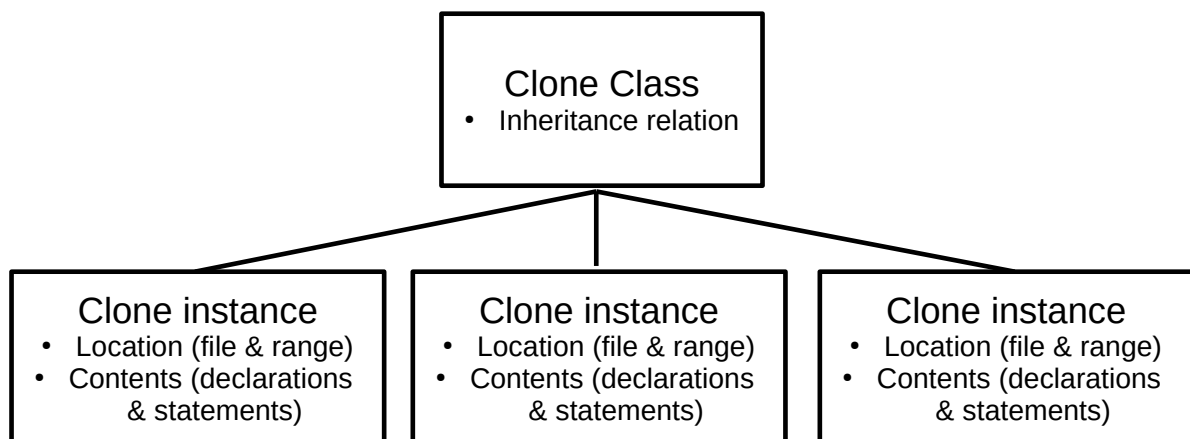 Clone Class
• Inheritance relation
Clone instance
• Location (file & range)
• Contents (declarations
& statements)
Clone instance
• Location (file & range)
• Contents (declarations
& statements)
Clone instance
• Location (file & range)
• Contents (declarations
& statements)